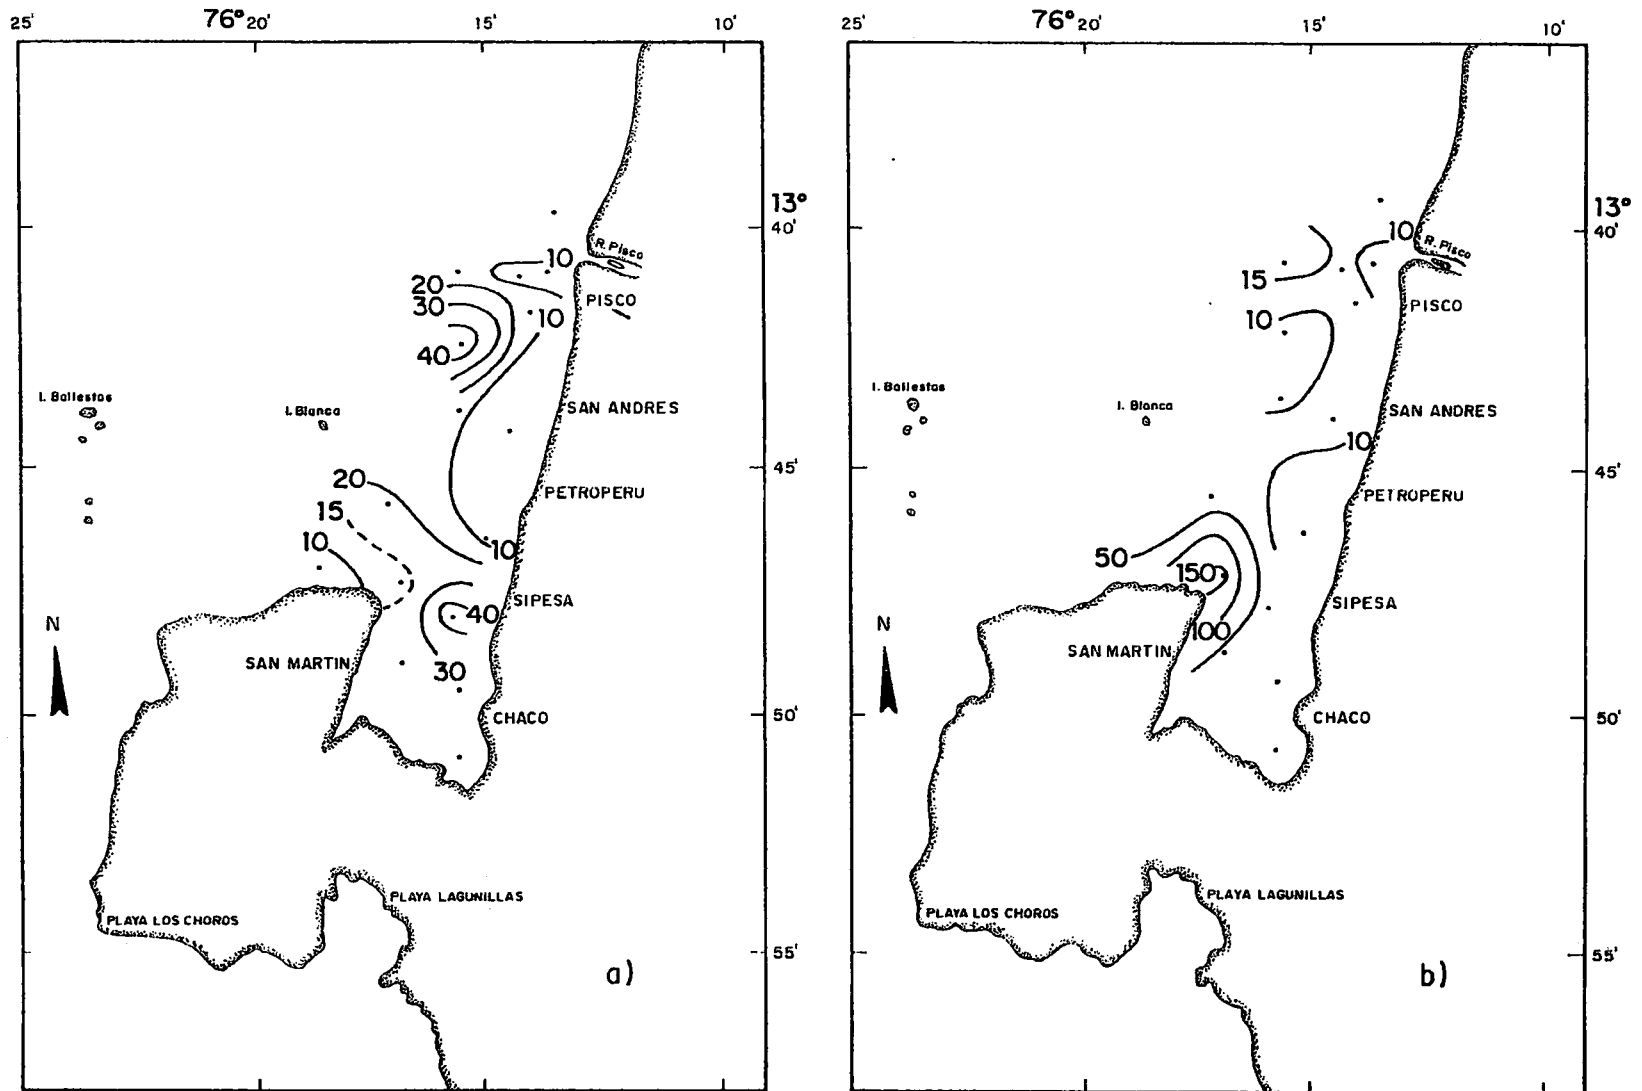 25' 76° 20' 15' 10'
13°
40'
R. Pisco
10
20
PISCO
30
10
40
I. Ballestas
I. Blanca
SAN ANDRES
45'
20
PETROPERU
15
10
10
SIPESA
40
N
SAN MARTIN
30
50'
CHACO
PLAYA LAGUNILLAS
PLAYA LOS CHOROS
55'
a)
25' 76° 20' 15' 10'
13°
40'
10
R. Pisco
15
PISCO
10
I. Ballestas
I. Blanca
SAN ANDRES
10
45'
PETROPERU
50
150
SIPESA
100
N
SAN MARTIN
50'
CHACO
PLAYA LAGUNILLAS
PLAYA LOS CHOROS
55'
b)